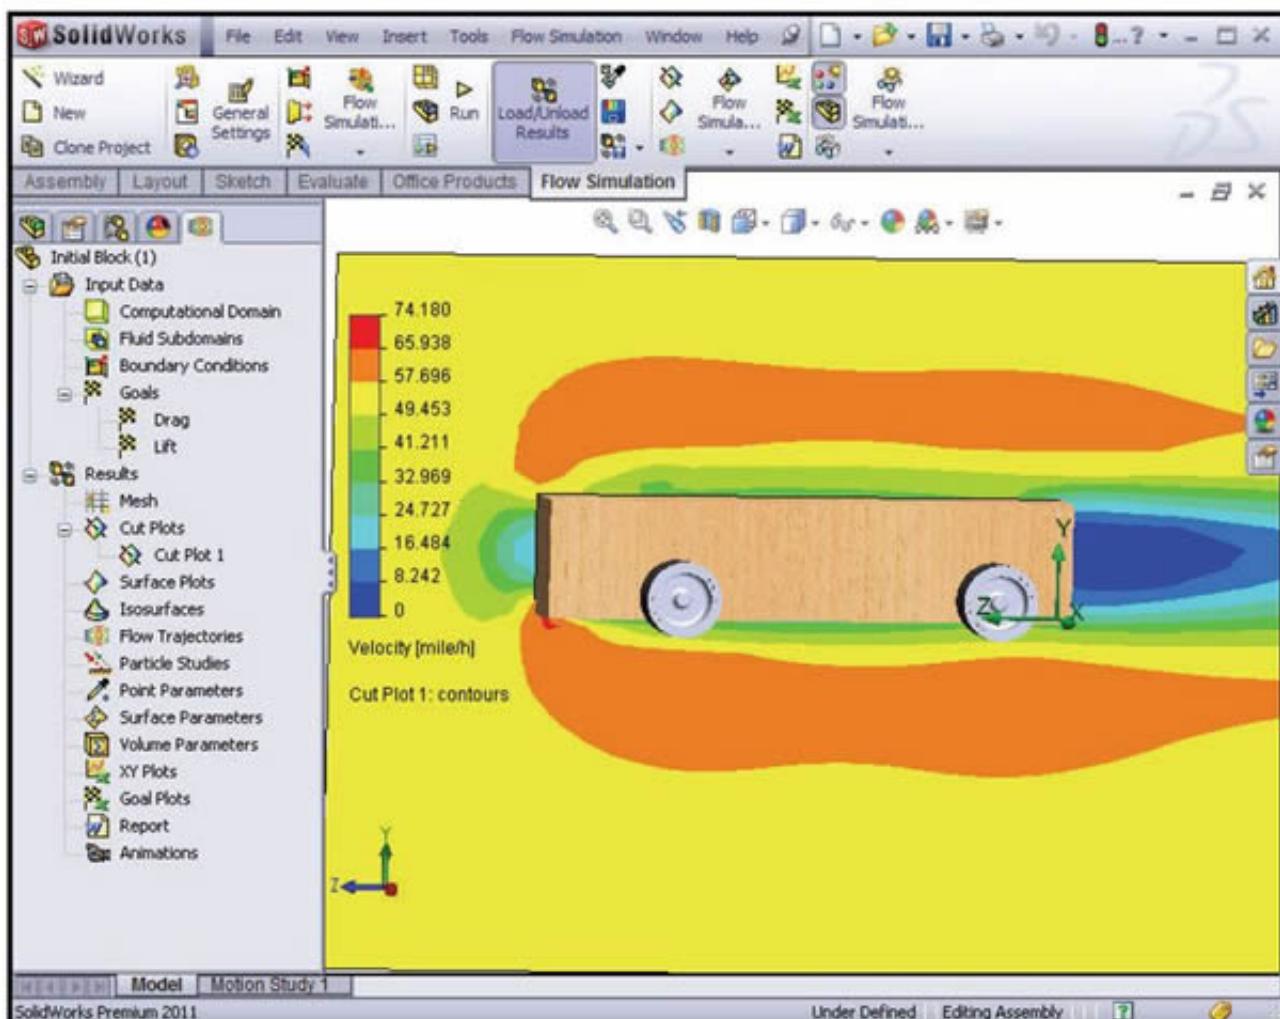 SolidWorks File Edit View Insert Tools Flow Simulation Window Help ...?
Wizard
New
Clone Project
General
Settings
Flow
Simulati...
Run
Load/Unload
Results
Flow
Simula...
Flow
Simulati...
Assembly Layout Sketch Evaluate Office Products Flow Simulation
Initial Block (1)
Input Data
Computational Domain
Fluid Subdomains
Boundary Conditions
Goals
Drag
Lift
Results
Mesh
Cut Plots
Cut Plot 1
Surface Plots
Isosurfaces
Flow Trajectories
Particle Studies
Point Parameters
Surface Parameters
Volume Parameters
XY Plots
Goal Plots
Report
Animations
74.180
65.938
57.696
49.453
41.211
32.969
24.727
16.484
8.242
0
Velocity [mile/h]
Cut Plot 1: contours
Y
Z
X
Y
Z
Model Motion Study 1
SolidWorks Premium 2011 Under Defined Editing Assembly ?